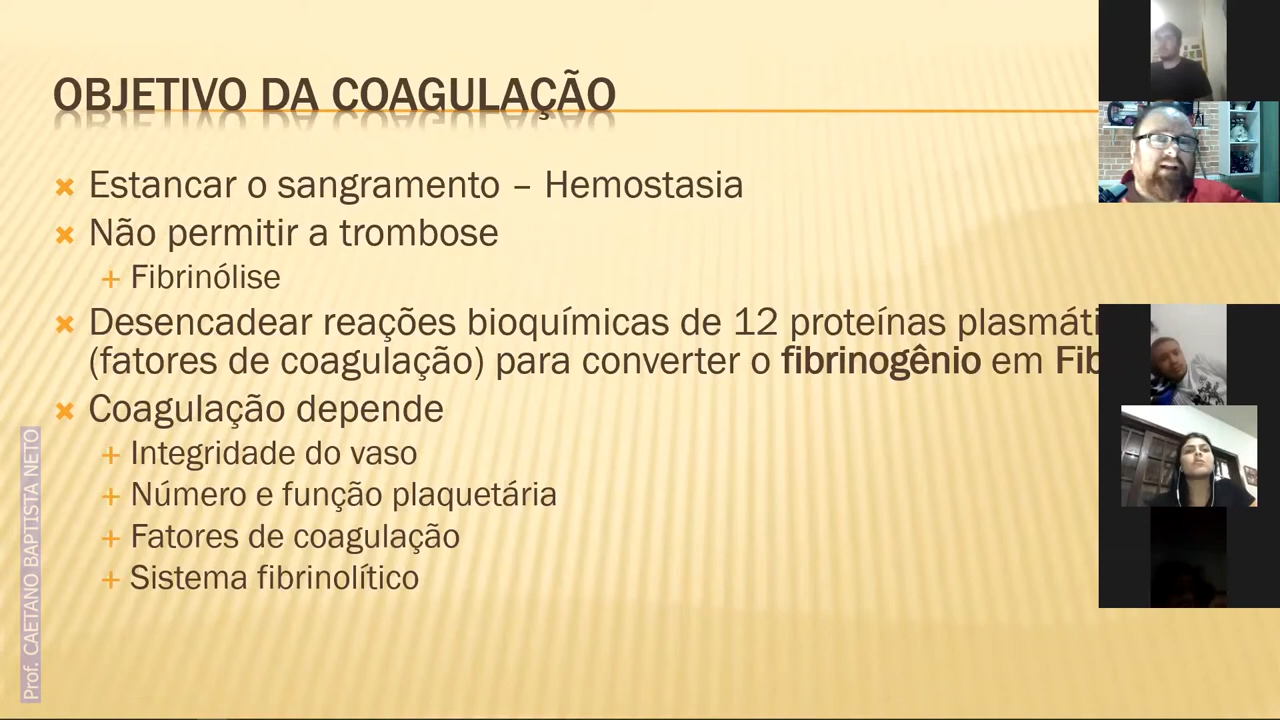 OBJETIVO DA COAGULAÇÃO
Estancar o sangramento – Hemostasia
Não permitir a trombose
Fibrinólise
Desencadear reações bioquímicas de 12 proteínas
(fatores de coagulação) para converter o fibrinogênio em
Coagulação depende
Integridade do vaso
Número e função plaquetária
Fatores de coagulação
Sistema fibrinolítico
Prof. CAETANO BAPTISTA NETO